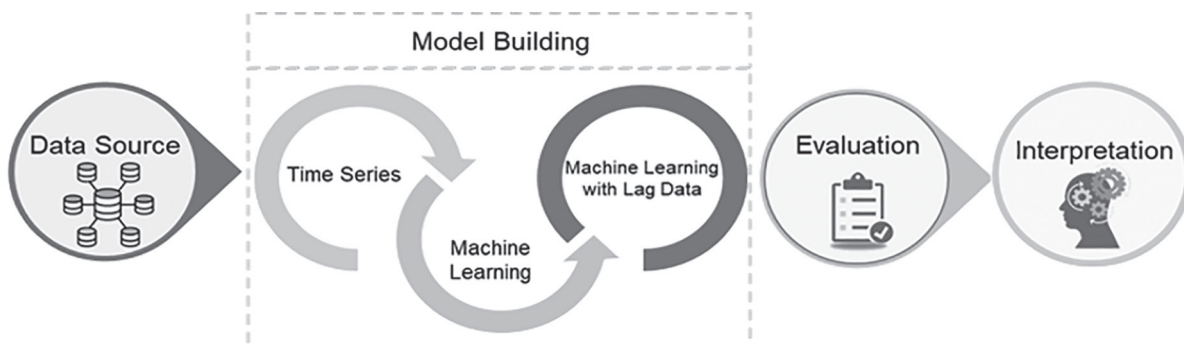 Model Building
Data Source
Time Series
Machine
Learning
Machine Learning
with Lag Data
Evaluation
Interpretation